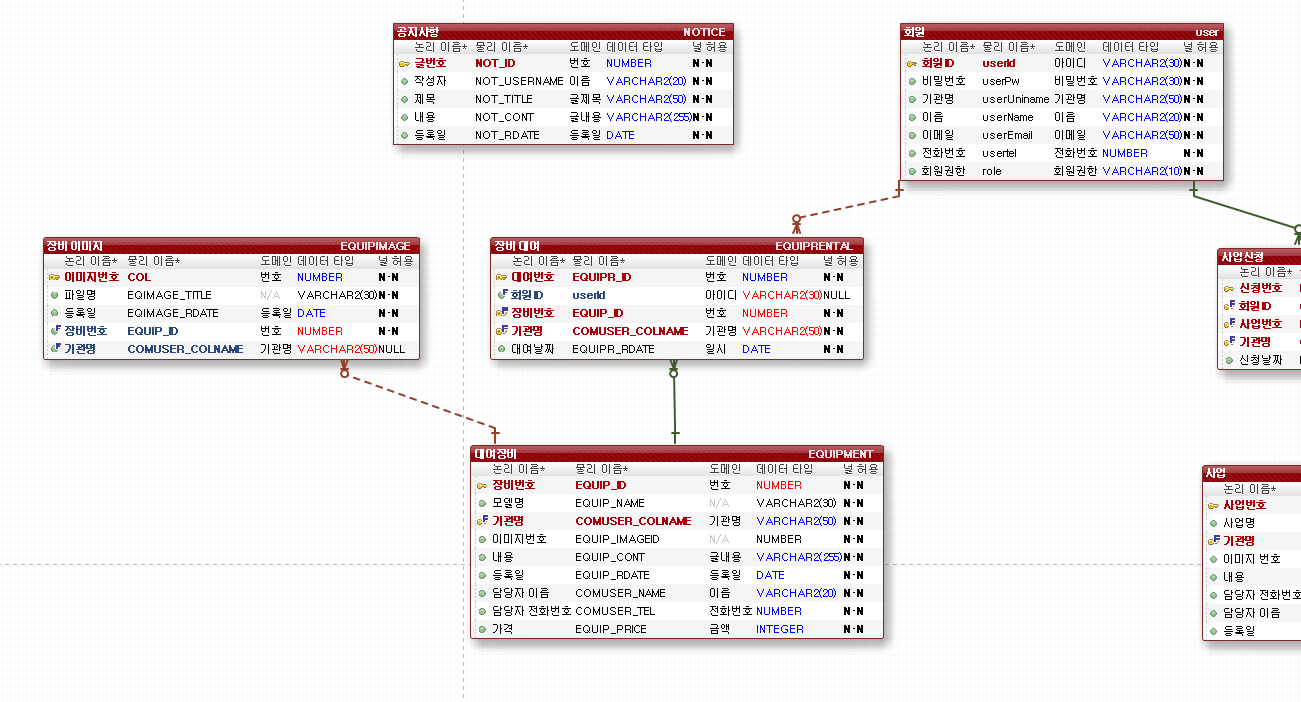 공지사항 NOTICE
논리 이름* 물리 이름* 도메인 데이터 타입 널 허용
글번호 NOT_ID 번호 NUMBER N-N
작성자 NOT_USERNAME 이름 VARCHAR2(20) N-N
제목 NOT_TITLE 글제목 VARCHAR2(50) N-N
내용 NOT_CONT 글내용 VARCHAR2(255) N-N
등록일 NOT_RDATE 등록일 DATE N-N
회원 user
논리 이름* 물리 이름* 도메인 데이터 타입 널 허용
회원ID userId 아이디 VARCHAR2(30) N-N
비밀번호 userPw 비밀번호 VARCHAR2(30) N-N
기관명 userUniname 기관명 VARCHAR2(50) N-N
이름 userName 이름 VARCHAR2(20) N-N
이메일 userEmail 이메일 VARCHAR2(50) N-N
전화번호 usertel 전화번호 NUMBER N-N
회원권한 role 회원권한 VARCHAR2(10) N-N
장비 이미지 EQUIPIMAGE
논리 이름* 물리 이름* 도메인 데이터 타입 널 허용
이미지번호 COL 번호 NUMBER N-N
파일명 EQIMAGE_TITLE N/A VARCHAR2(30) N-N
등록일 EQIMAGE_RDATE 등록일 DATE N-N
장비번호 EQUIP_ID 번호 NUMBER N-N
기관명 COMUSER_COLNAME 기관명 VARCHAR2(50) NULL
장비 대여 EQUIPRENTAL
논리 이름* 물리 이름* 도메인 데이터 타입 널 허용
대여번호 EQUIPR_ID 번호 NUMBER N-N
회원ID userId 아이디 VARCHAR2(30) NULL
장비번호 EQUIP_ID 번호 NUMBER N-N
기관명 COMUSER_COLNAME 기관명 VARCHAR2(50) N-N
대여날짜 EQUIPR_RDATE 일시 DATE N-N
사업신청
논리 이름*
신청번호
회원ID
사업번호
기관명
신청날짜
대여장비 EQUIPMENT
논리 이름* 물리 이름* 도메인 데이터 타입 널 허용
장비번호 EQUIP_ID 번호 NUMBER N-N
모델명 EQUIP_NAME N/A VARCHAR2(30) N-N
기관명 COMUSER_COLNAME 기관명 VARCHAR2(50) N-N
이미지번호 EQUIP_IMAGEID N/A NUMBER N-N
내용 EQUIP_CONT 글내용 VARCHAR2(255) N-N
등록일 EQUIP_RDATE 등록일 DATE N-N
담당자 이름 COMUSER_NAME 이름 VARCHAR2(20) N-N
담당자 전화번호 COMUSER_TEL 전화번호 NUMBER N-N
가격 EQUIP_PRICE 금액 INTEGER N-N
사업
논리 이름*
사업번호
사업명
기관명
이미지 번호
내용
담당자 전화번호
담당자 이름
등록일